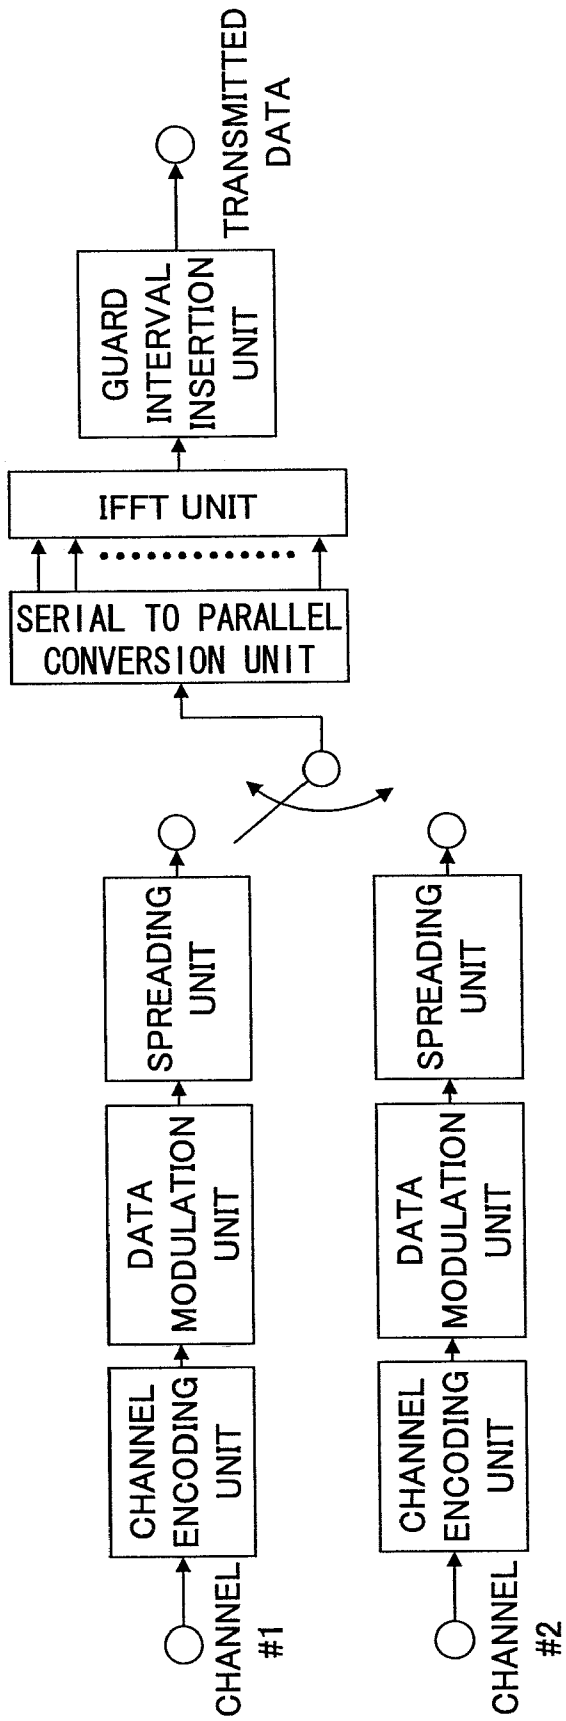 CHANNEL
#1
CHANNEL
ENCODING
UNIT
DATA
MODULATION
UNIT
SPREADING
UNIT
CHANNEL
#2
CHANNEL
ENCODING
UNIT
DATA
MODULATION
UNIT
SPREADING
UNIT
SERIAL TO PARALLEL
CONVERSION UNIT
IFFT UNIT
GUARD
INTERVAL
INSERTION
UNIT
TRANSMITTED
DATA